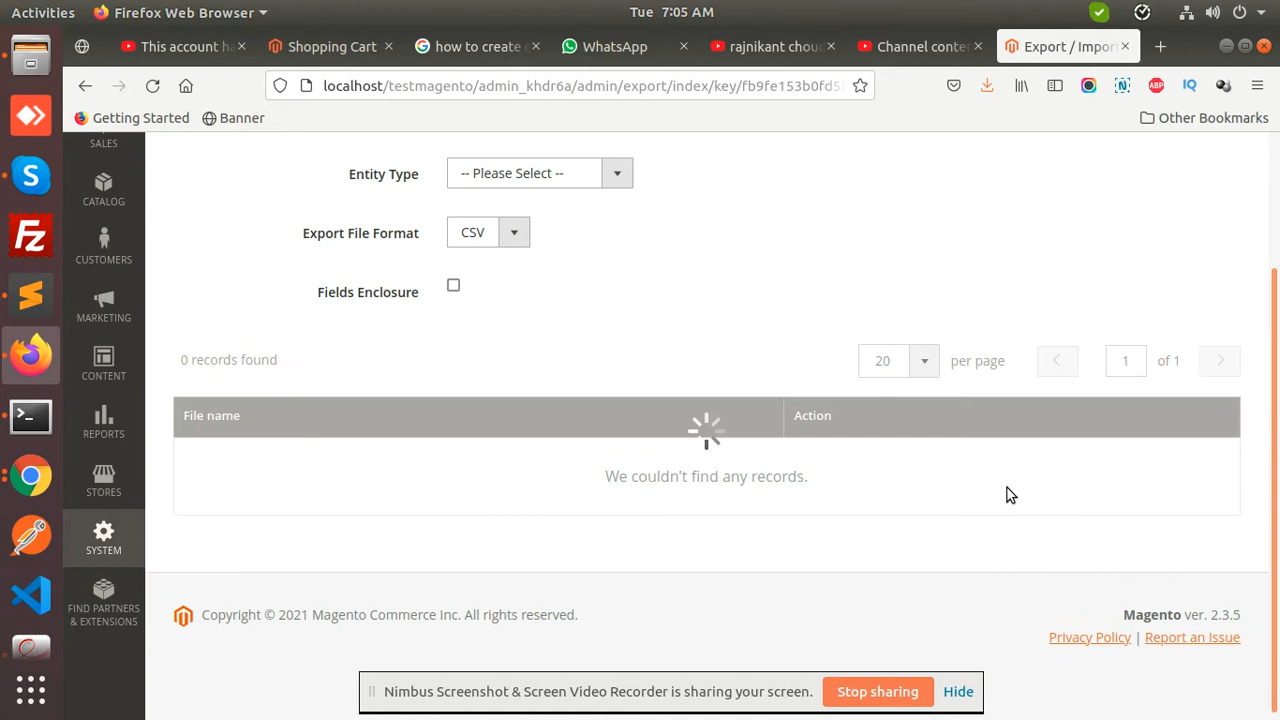 Activities Firefox Web Browser Tue 7:05 AM
This account ha Shopping Cart how to create c WhatsApp rajnikant chouc Channel conter Export / Impor
localhost/testmagento/admin_khdr6a/admin/export/index/key/fb9fe153b0fd5
Getting Started Banner Other Bookmarks
SALES
CATALOG
CUSTOMERS
MARKETING
CONTENT
REPORTS
STORES
SYSTEM
FIND PARTNERS
& EXTENSIONS
Entity Type -- Please Select --
Export File Format CSV
Fields Enclosure
0 records found 20 per page 1 of 1
File name Action
We couldn't find any records.
Copyright © 2021 Magento Commerce Inc. All rights reserved. Magento ver. 2.3.5
Privacy Policy | Report an Issue
Nimbus Screenshot & Screen Video Recorder is sharing your screen. Stop sharing Hide